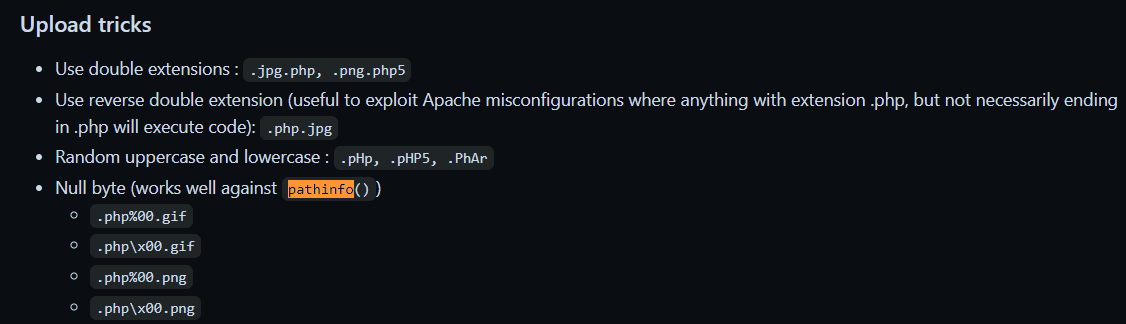 Upload tricks
• Use double extensions : .jpg.php, .png.php5
• Use reverse double extension (useful to exploit Apache misconfigurations where anything with extension .php, but not necessarily ending
in .php will execute code): .php.jpg
• Random uppercase and lowercase : .pHp, .pHP5, .PhAr
• Null byte (works well against pathinfo())
◦ .php%00.gif
◦ .php\x00.gif
◦ .php%00.png
◦ .php\x00.png